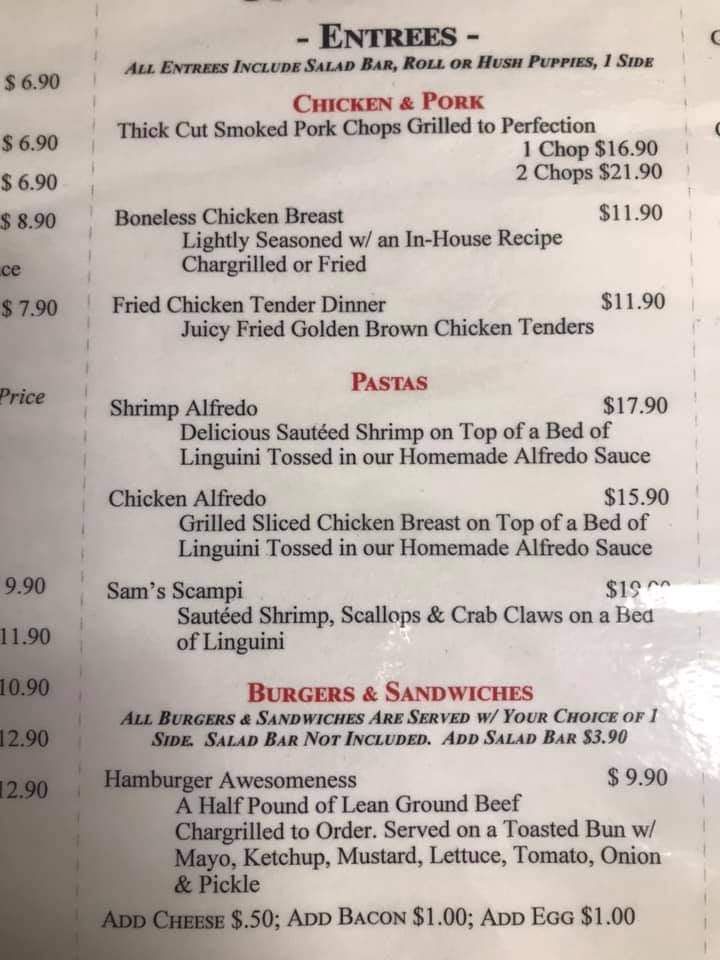 $ 6.90
$ 6.90
$ 6.90
$ 8.90
$ 7.90
Price
9.90
11.90
10.90
12.90
12.90
- ENTREES -
ALL ENTREES INCLUDE SALAD BAR, ROLL OR HUSH PUPPIES, 1 SIDE
CHICKEN & PORK
Thick Cut Smoked Pork Chops Grilled to Perfection
1 Chop $16.90
2 Chops $21.90
Boneless Chicken Breast $11.90
Lightly Seasoned w/ an In-House Recipe
Chargrilled or Fried
Fried Chicken Tender Dinner $11.90
Juicy Fried Golden Brown Chicken Tenders
PASTAS
Shrimp Alfredo $17.90
Delicious Sautéed Shrimp on Top of a Bed of
Linguini Tossed in our Homemade Alfredo Sauce
Chicken Alfredo $15.90
Grilled Sliced Chicken Breast on Top of a Bed of
Linguini Tossed in our Homemade Alfredo Sauce
Sam's Scampi
Sautéed Shrimp, Scallops & Crab Claws on a Bed
of Linguini
BURGERS & SANDWICHES
ALL BURGERS & SANDWICHES ARE SERVED W/ YOUR CHOICE OF 1
SIDE. SALAD BAR NOT INCLUDED. ADD SALAD BAR $3.90
Hamburger Awesomeness $ 9.90
A Half Pound of Lean Ground Beef
Chargrilled to Order. Served on a Toasted Bun w/
Mayo, Ketchup, Mustard, Lettuce, Tomato, Onion
& Pickle
ADD CHEESE $.50; ADD BACON $1.00; ADD EGG $1.00